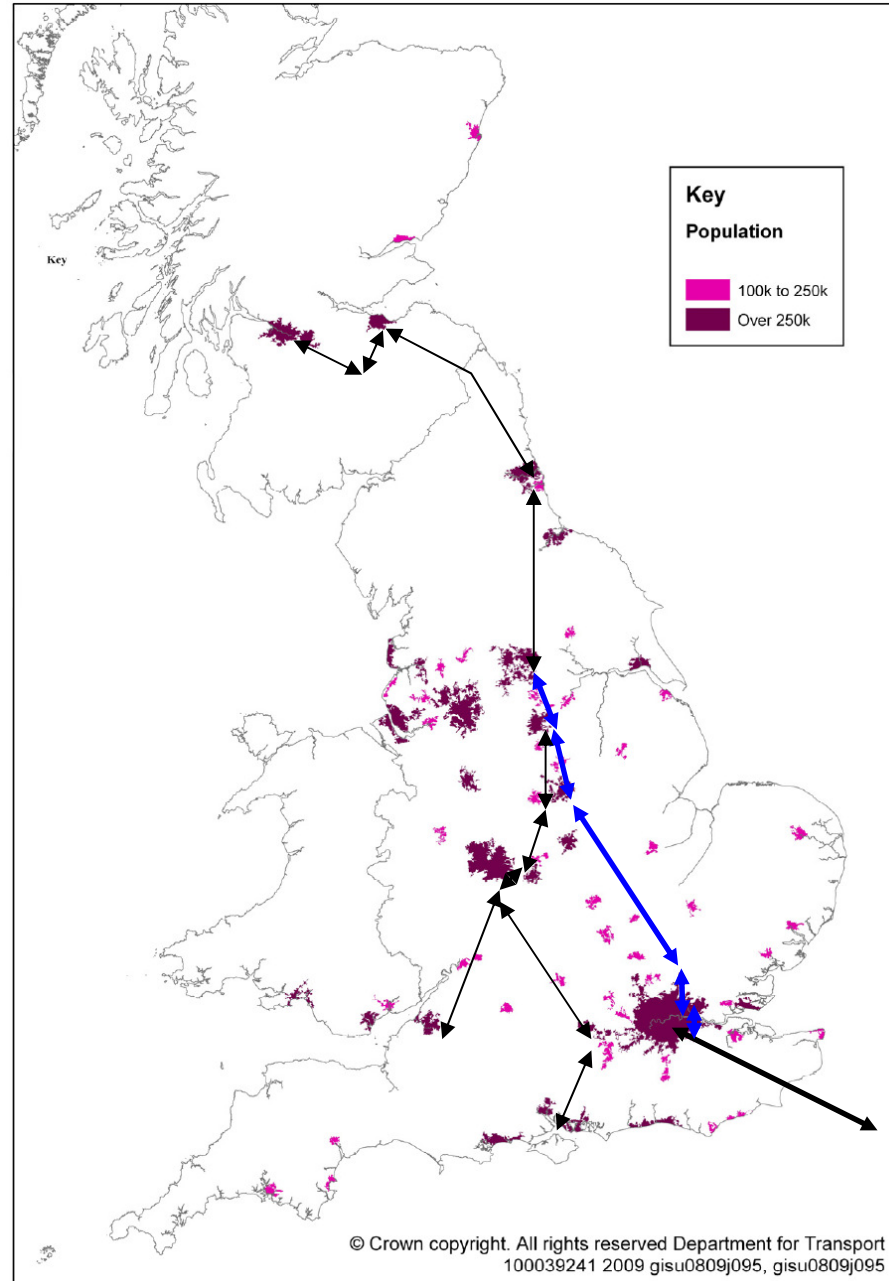 Key
Population
Key
100k to 250k
Over 250k
© Crown copyright. All rights reserved Department for Transport
100039241 2009 gisu0809j095, gisu0809j095